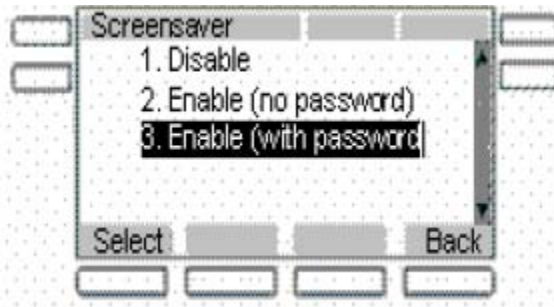 Screensaver
1. Disable
2. Enable (no password)
3. Enable (with password
Select Back